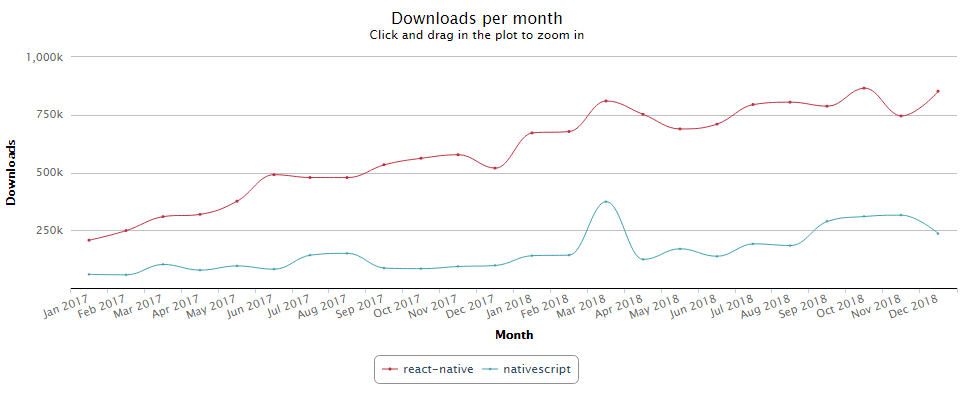 Downloads per month
Click and drag in the plot to zoom in
1,000k
750k
500k
250k
Downloads
Jan 2017
Feb 2017
Mar 2017
Apr 2017
May 2017
Jun 2017
Jul 2017
Aug 2017
Sep 2017
Oct 2017
Nov 2017
Dec 2017
Jan 2018
Feb 2018
Mar 2018
Apr 2018
May 2018
Jun 2018
Jul 2018
Aug 2018
Sep 2018
Oct 2018
Nov 2018
Dec 2018
Month
react-native nativescript